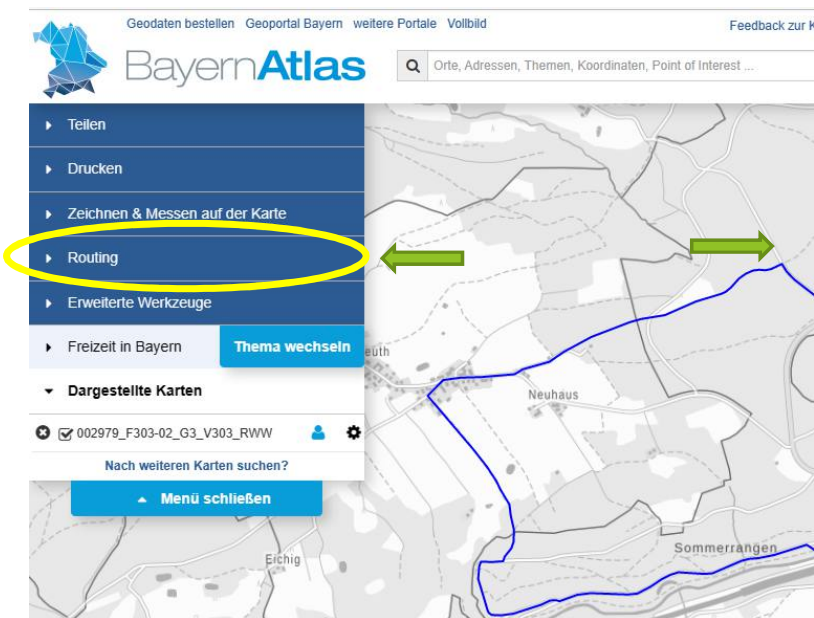 Geodaten bestellen Geoportal Bayern weitere Portale Vollbild
Feedback zur K
BayernAtlas
Orte, Adressen, Themen, Koordinaten, Point of Interest ...
Teilen
Drucken
Zeichnen & Messen auf der Karte
Routing
Erweiterte Werkzeuge
Freizeit in Bayern
Thema wechseln
Dargestellte Karten
002979_F303-02_G3_V303_RWW
Nach weiteren Karten suchen?
Menü schließen
euth
Neuhaus
Eichig
Sommerrangen